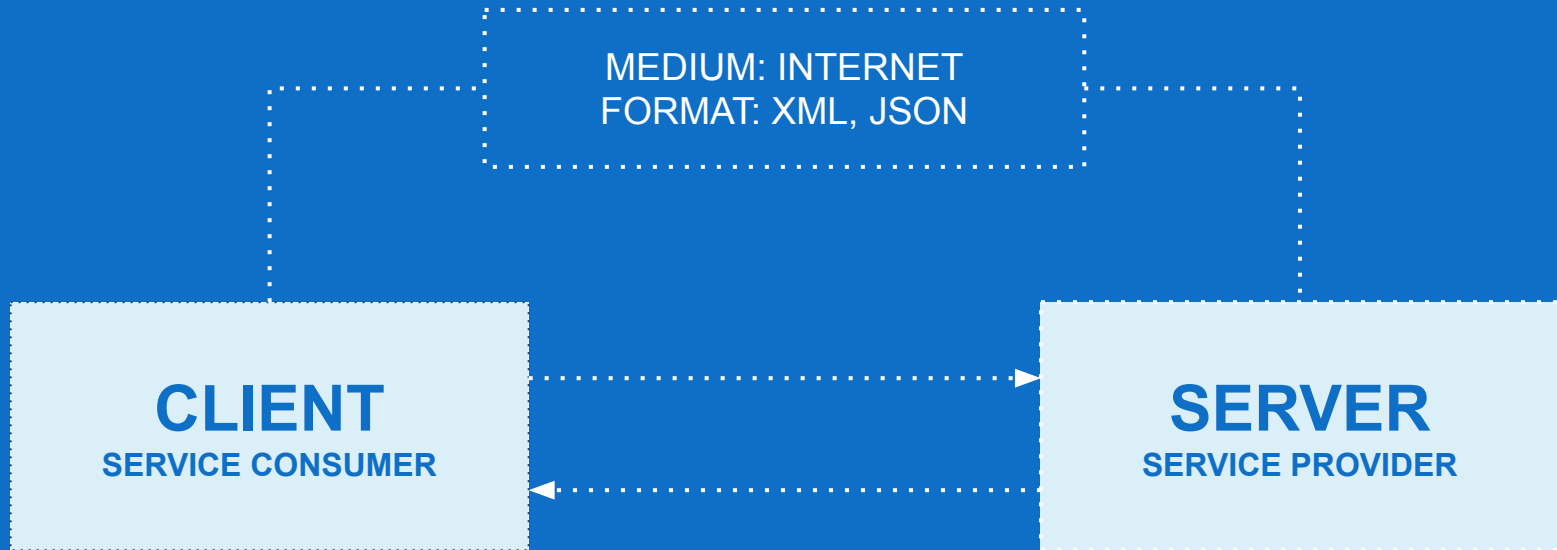 MEDIUM: INTERNET
FORMAT: XML, JSON
CLIENT
SERVICE CONSUMER
SERVER
SERVICE PROVIDER